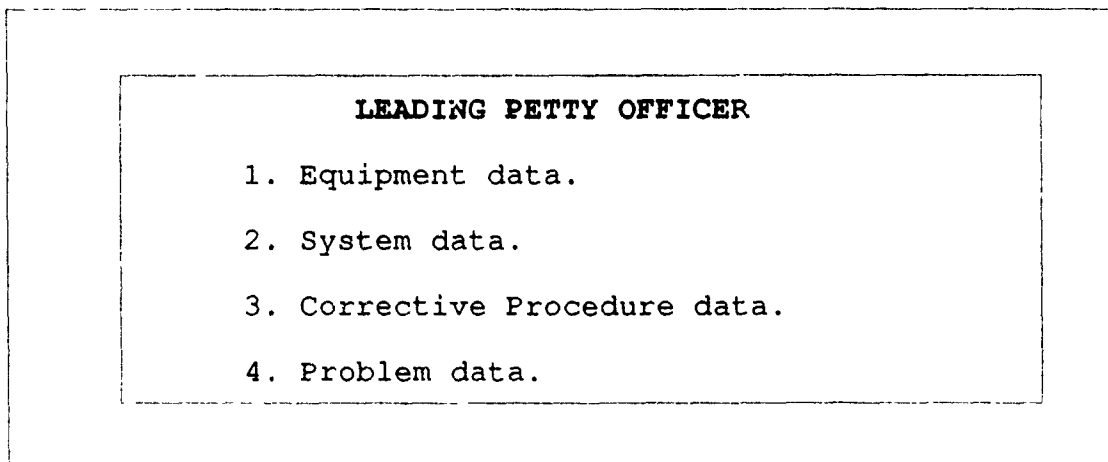 LEADING PETTY OFFICER
1. Equipment data.
2. System data.
3. Corrective Procedure data.
4. Problem data.